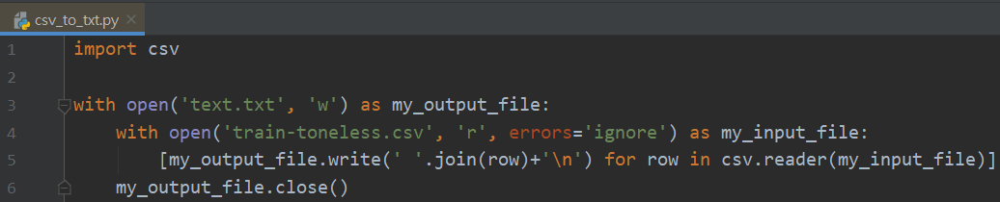 csv_to_txt.py
1 import csv
2
3 with open('text.txt', 'w') as my_output_file:
4     with open('train-toneless.csv', 'r', errors='ignore') as my_input_file:
5         [my_output_file.write(' '.join(row)+'\n') for row in csv.reader(my_input_file)]
6     my_output_file.close()